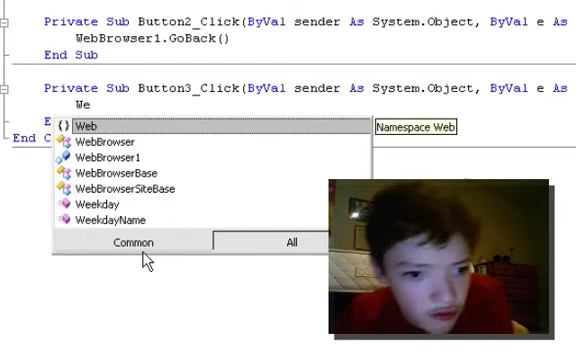 Private Sub Button2_Click(ByVal sender As System.Object, ByVal e As
WebBrowser1.GoBack()
End Sub
Private Sub Button3_Click(ByVal sender As System.Object, ByVal e As
We
E
End C
Web
Namespace Web
WebBrowser
WebBrowser1
WebBrowserBase
WebBrowserSiteBase
Weekday
WeekdayName
Common All